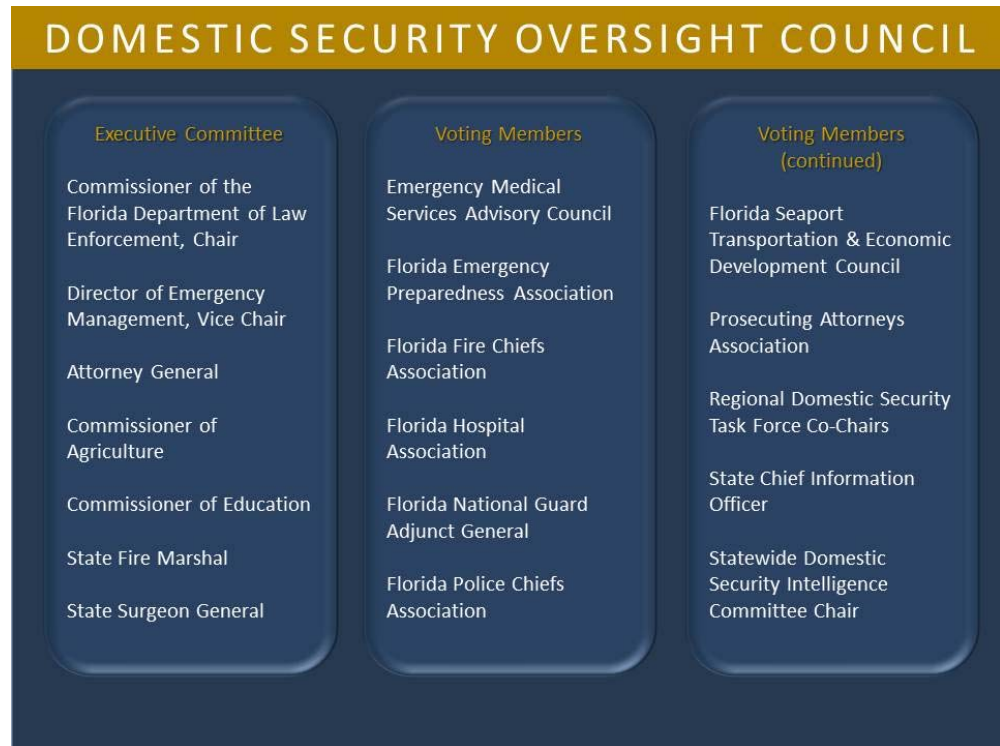 DOMESTIC SECURITY OVERSIGHT COUNCIL
Executive Committee
Commissioner of the
Florida Department of Law
Enforcement, Chair
Director of Emergency
Management, Vice Chair
Attorney General
Commissioner of
Agriculture
Commissioner of Education
State Fire Marshal
State Surgeon General
Voting Members
Emergency Medical
Services Advisory Council
Florida Emergency
Preparedness Association
Florida Fire Chiefs
Association
Florida Hospital
Association
Florida National Guard
Adjunct General
Florida Police Chiefs
Association
Voting Members
(continued)
Florida Seaport
Transportation & Economic
Development Council
Prosecuting Attorneys
Association
Regional Domestic Security
Task Force Co-Chairs
State Chief Information
Officer
Statewide Domestic
Security Intelligence
Committee Chair